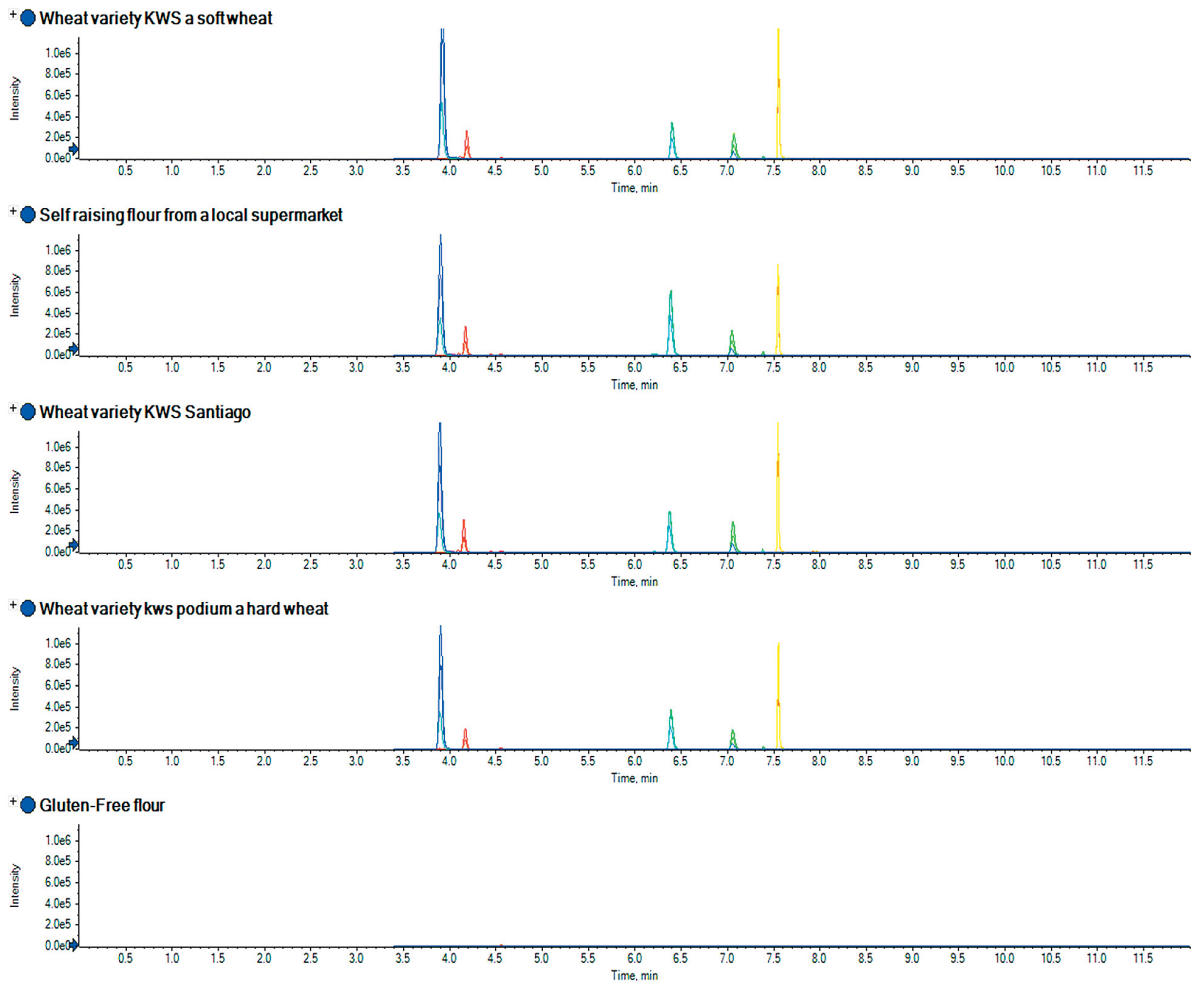 + Wheat variety KWS a soft wheat
1.0e6
8.0e5
6.0e5
4.0e5
2.0e5
0.0e0
Intensity
0.5 1.0 1.5 2.0 2.5 3.0 3.5 4.0 4.5 5.0 5.5 6.0 6.5 7.0 7.5 8.0 8.5 9.0 9.5 10.0 10.5 11.0 11.5
Time, min
+ Self raising flour from a local supermarket
1.0e6
8.0e5
6.0e5
4.0e5
2.0e5
0.0e0
Intensity
0.5 1.0 1.5 2.0 2.5 3.0 3.5 4.0 4.5 5.0 5.5 6.0 6.5 7.0 7.5 8.0 8.5 9.0 9.5 10.0 10.5 11.0 11.5
Time, min
+ Wheat variety KWS Santiago
1.0e6
8.0e5
6.0e5
4.0e5
2.0e5
0.0e0
Intensity
0.5 1.0 1.5 2.0 2.5 3.0 3.5 4.0 4.5 5.0 5.5 6.0 6.5 7.0 7.5 8.0 8.5 9.0 9.5 10.0 10.5 11.0 11.5
Time, min
+ Wheat variety kws podium a hard wheat
1.0e6
8.0e5
6.0e5
4.0e5
2.0e5
0.0e0
Intensity
0.5 1.0 1.5 2.0 2.5 3.0 3.5 4.0 4.5 5.0 5.5 6.0 6.5 7.0 7.5 8.0 8.5 9.0 9.5 10.0 10.5 11.0 11.5
Time, min
+ Gluten-Free flour
1.0e6
8.0e5
6.0e5
4.0e5
2.0e5
0.0e0
Intensity
0.5 1.0 1.5 2.0 2.5 3.0 3.5 4.0 4.5 5.0 5.5 6.0 6.5 7.0 7.5 8.0 8.5 9.0 9.5 10.0 10.5 11.0 11.5
Time, min